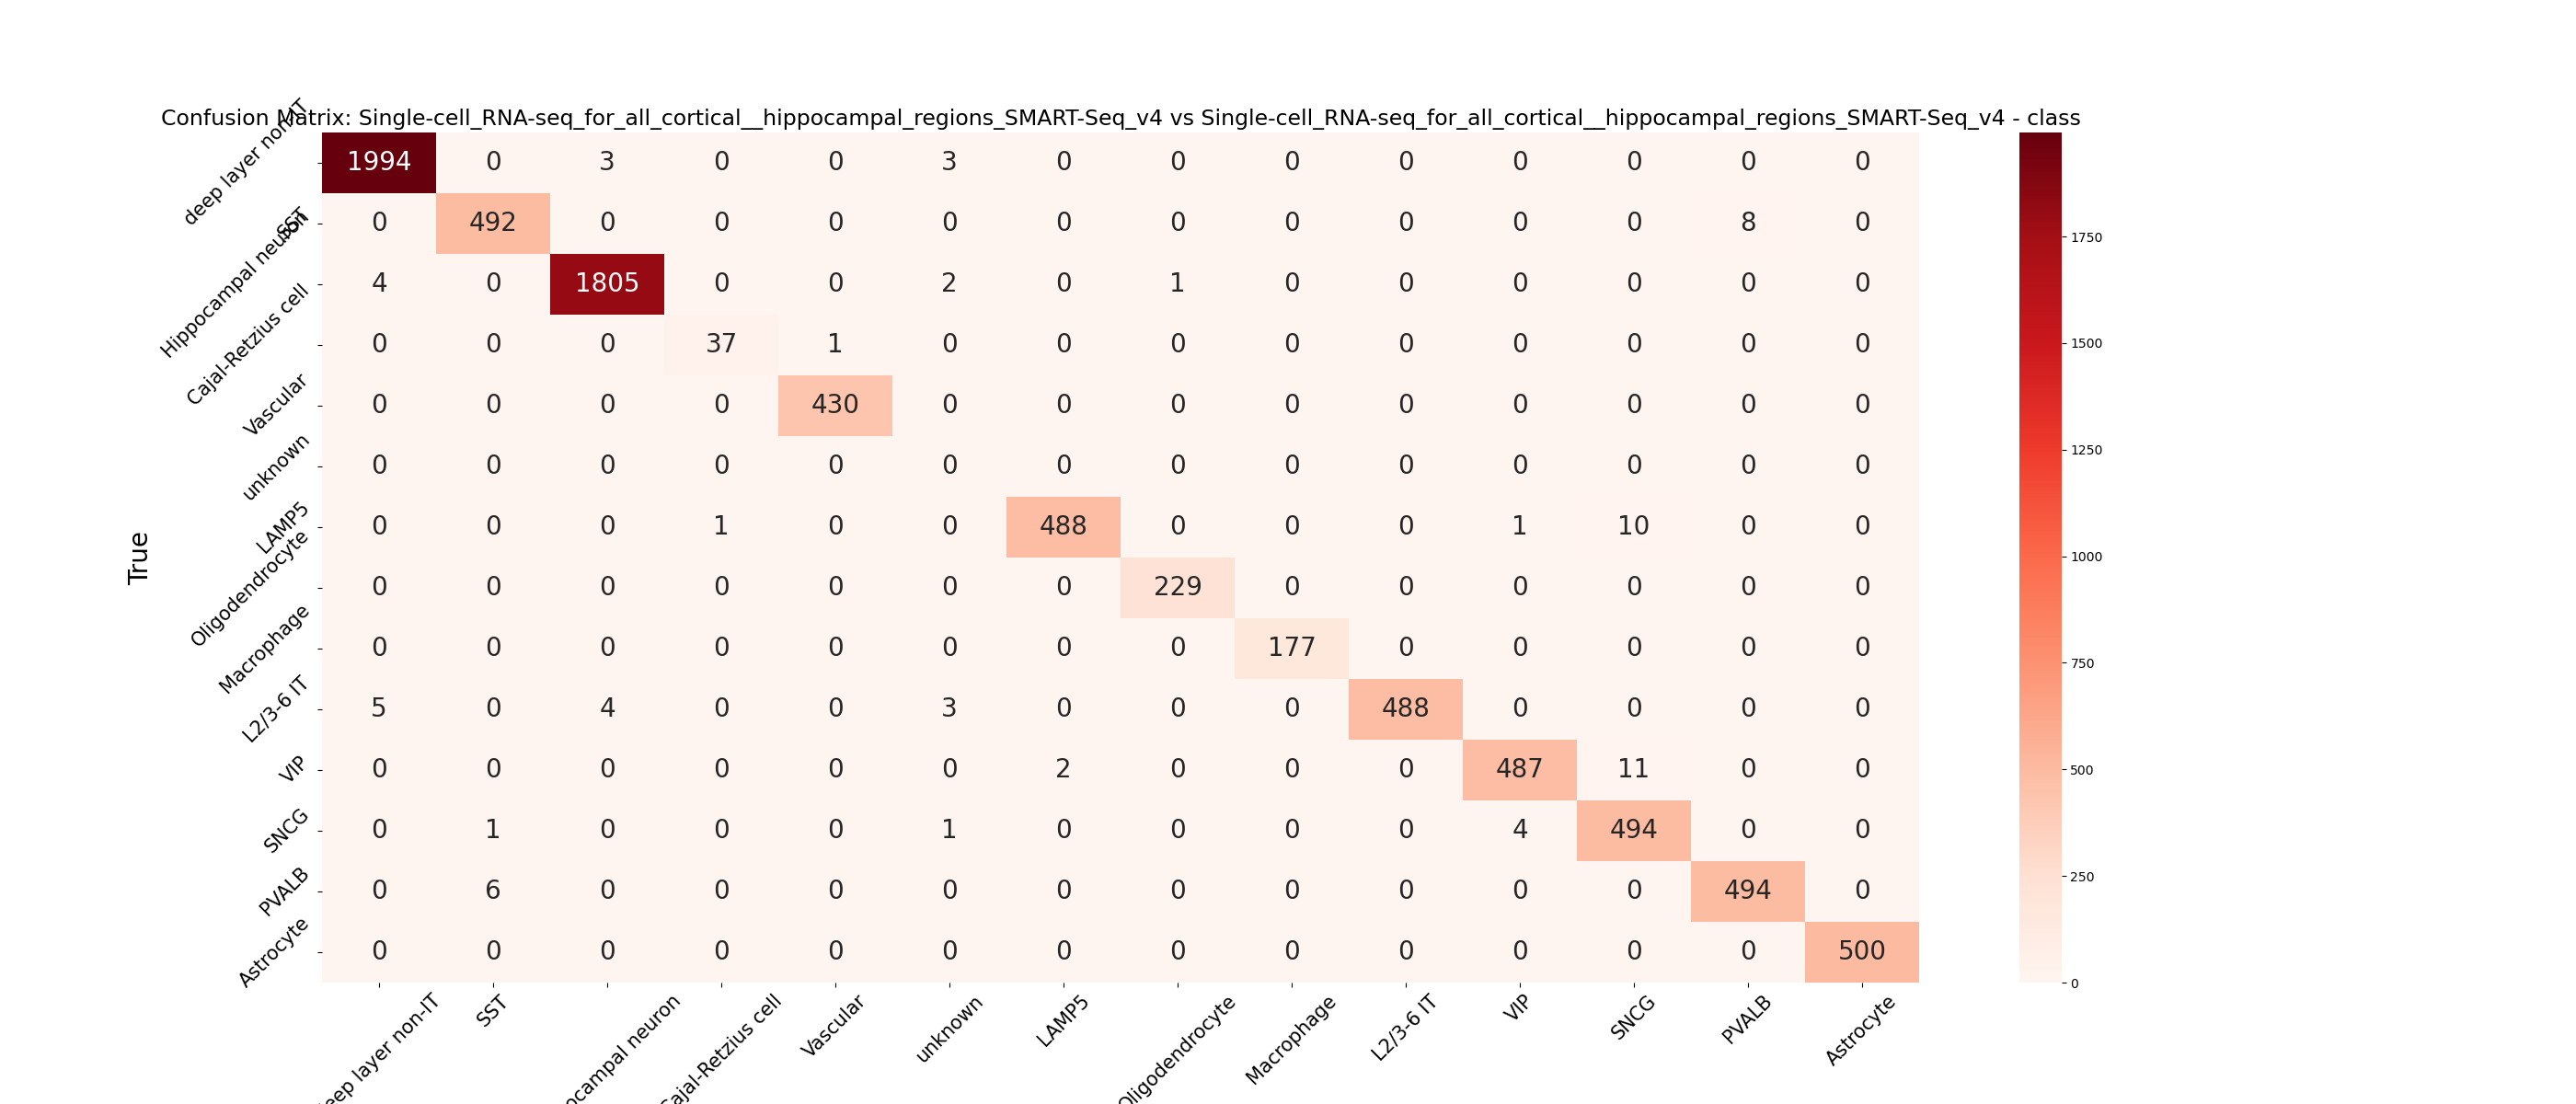 Confusion Matrix: Single-cell_RNA-seq_for_all_cortical__hippocampal_regions_SMART-Seq_v4 vs Single-cell_RNA-seq_for_all_cortical__hippocampal_regions_SMART-Seq_v4 - class
True
deep layer non-IT 1994 0 3 0 0 3 0 0 0 0 0 0 0 0
SST 0 492 0 0 0 0 0 0 0 0 0 0 8 0
Hippocampal neuron 4 0 1805 0 0 2 0 1 0 0 0 0 0 0
Cajal-Retzius cell 0 0 0 37 1 0 0 0 0 0 0 0 0 0
Vascular 0 0 0 0 430 0 0 0 0 0 0 0 0 0
unknown 0 0 0 0 0 0 0 0 0 0 0 0 0 0
LAMP5 0 0 0 1 0 0 488 0 0 0 1 10 0 0
Oligodendrocyte 0 0 0 0 0 0 0 229 0 0 0 0 0 0
Macrophage 0 0 0 0 0 0 0 0 177 0 0 0 0 0
L2/3-6 IT 5 0 4 0 0 3 0 0 0 488 0 0 0 0
VIP 0 0 0 0 0 0 2 0 0 0 487 11 0 0
SNCG 0 1 0 0 0 1 0 0 0 0 4 494 0 0
PVALB 0 6 0 0 0 0 0 0 0 0 0 0 494 0
Astrocyte 0 0 0 0 0 0 0 0 0 0 0 0 0 500
eep layer non-IT SST ocampal neuron Cajal-Retzius cell Vascular unknown LAMP5 Oligodendrocyte Macrophage L2/3-6 IT VIP SNCG PVALB Astrocyte
1750
1500
1250
1000
750
500
250
0